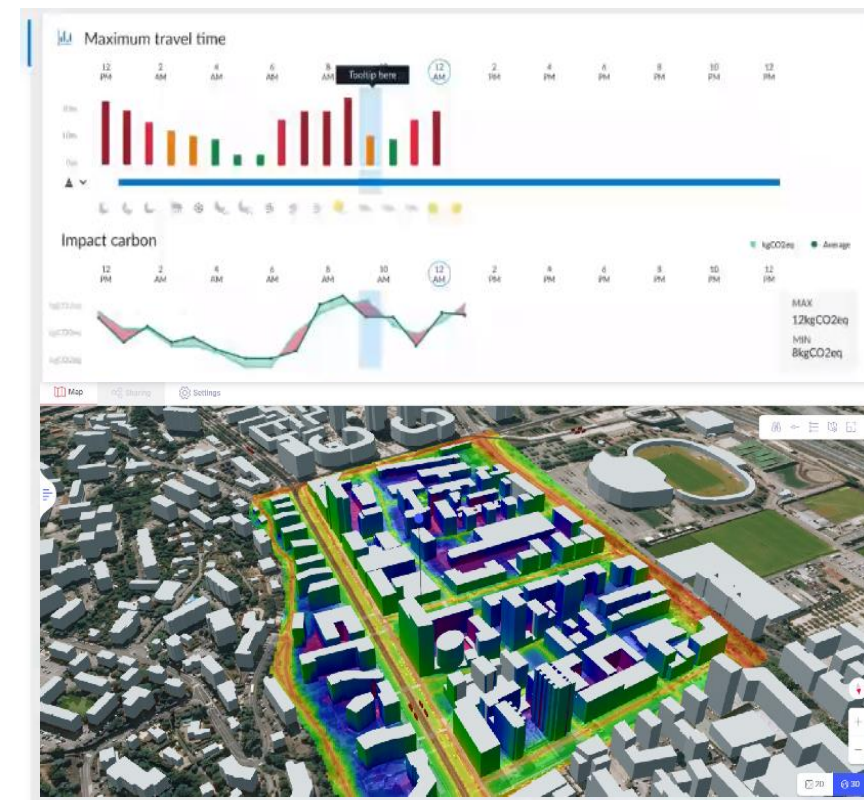 Maximum travel time
12 PM 2 AM 4 AM 6 AM 8 AM 12 AM 2 PM 4 PM 6 PM 8 PM 10 PM 12 PM
Tooltip here
Impact carbon
kgCO2eq Average
12 PM 2 AM 4 AM 6 AM 8 AM 10 AM 12 AM 2 PM 4 PM 6 PM 8 PM 10 PM 12 PM
MAX
12kgCO2eq
MIN
8kgCO2eq
Map Sharing Settings
2D 3D